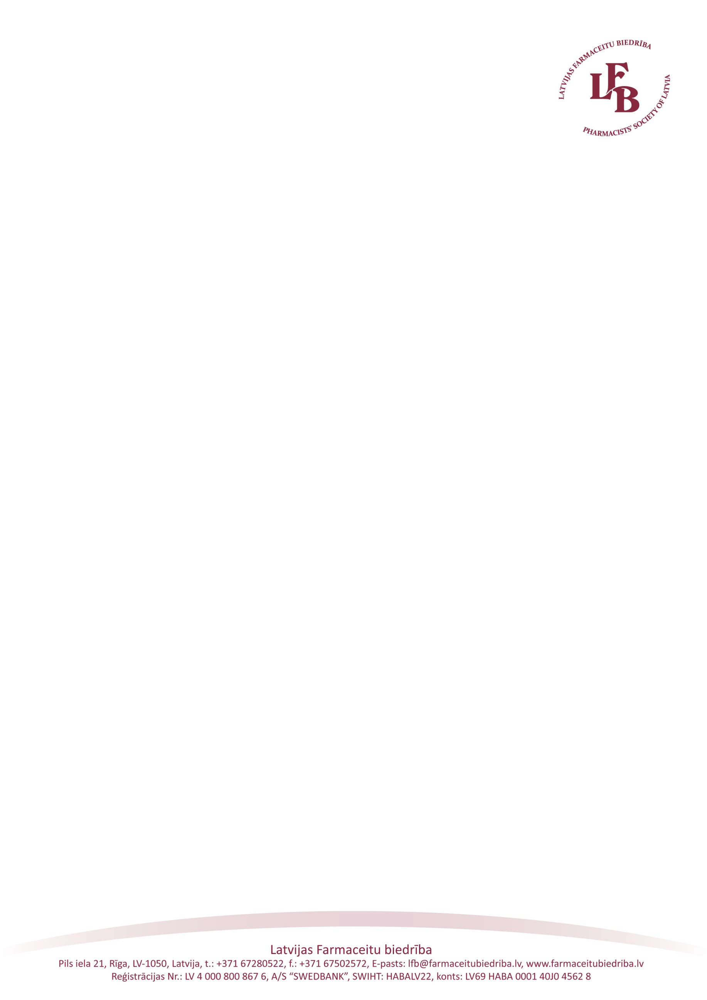 LATVIJAS FARMACEITU BIEDRĪBA
LFB
PHARMACISTS’ SOCIETY OF LATVIA
Latvijas Farmaceitu biedrība
Pils iela 21, Rīga, LV-1050, Latvija, t.: +371 67280522, f.: +371 67502572, E-pasts: lfb@farmaceitubiedriba.lv, www.farmaceitubiedriba.lv
Reģistrācijas Nr.: LV 4 000 800 867 6, A/S “SWEDBANK”, SWIHT: HABALV22, konts: LV69 HABA 0001 40J0 4562 8